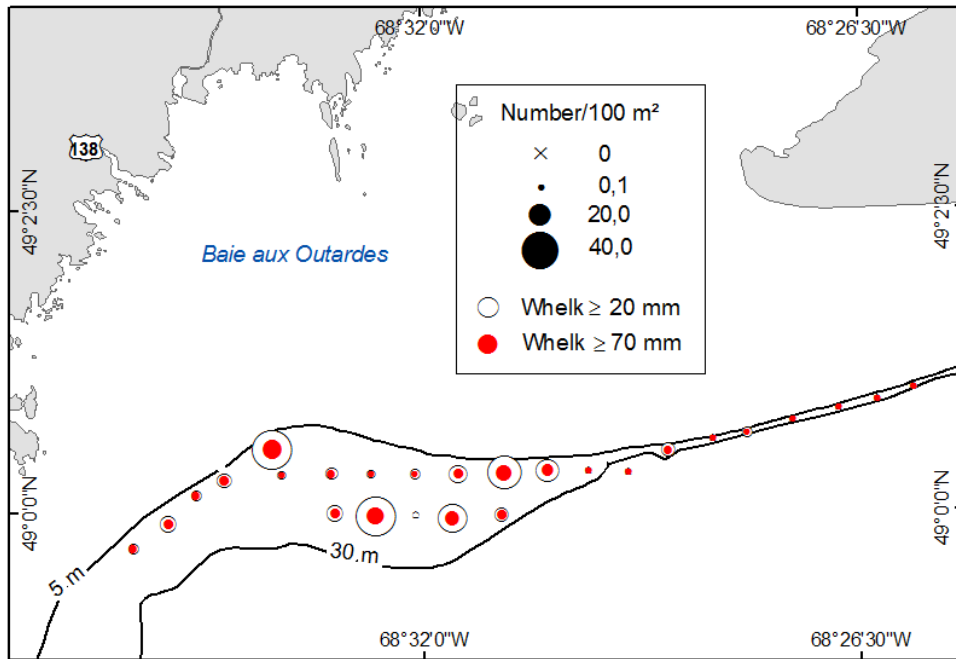 68°32'0"W
68°26'30"W
Number/100 m²
138
0
0,1
20,0
40,0
49°2'30"N
49°2'30"N
Baie aux Outardes
Whelk ≥ 20 mm
Whelk ≥ 70 mm
49°0'0"N
49°0'0"N
30 m
5 m
68°32'0"W
68°26'30"W